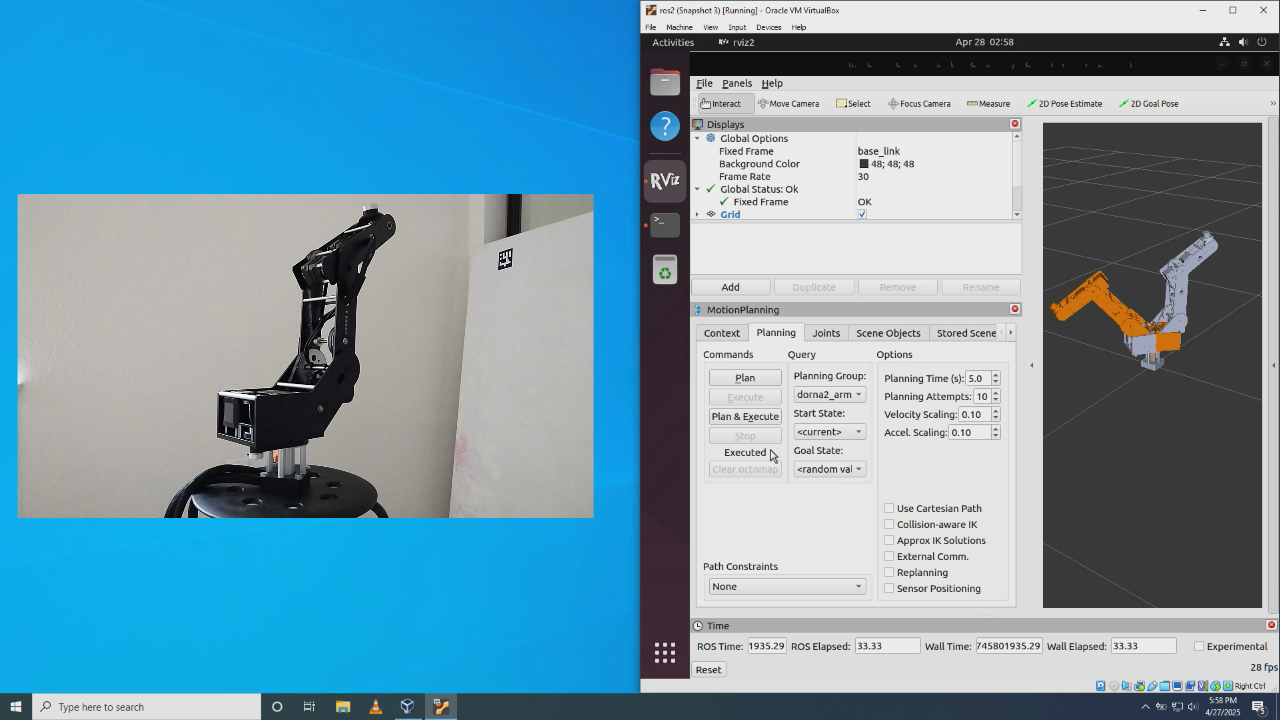 ros2 (Snapshot 3) [Running] - Oracle VM VirtualBox
File Machine View Input Devices Help
Activities rviz2 Apr 28 02:58
File Panels Help
Interact Move Camera Select Focus Camera Measure 2D Pose Estimate 2D Goal Pose
Displays
Global Options
Fixed Frame base_link
Background Color 48; 48; 48
Frame Rate 30
Global Status: Ok
Fixed Frame OK
Grid
RViz
Add Duplicate Remove Rename
MotionPlanning
Context Planning Joints Scene Objects Stored Scene
Commands Query Options
Plan
Execute
Plan & Execute
Stop
Executed
Clear octomap
Planning Group:
dorna2_arm
Start State:
<current>
Goal State:
<random val
Planning Time (s): 5.0
Planning Attempts: 10
Velocity Scaling: 0.10
Accel. Scaling: 0.10
Use Cartesian Path
Collision-aware IK
Approx IK Solutions
External Comm.
Replanning
Sensor Positioning
Path Constraints
None
Time
ROS Time: 1935.29 ROS Elapsed: 33.33 Wall Time: 745801935.29 Wall Elapsed: 33.33 Experimental
Reset 28 fps
Right Ctrl
Type here to search
5:58 PM
4/27/2025
5